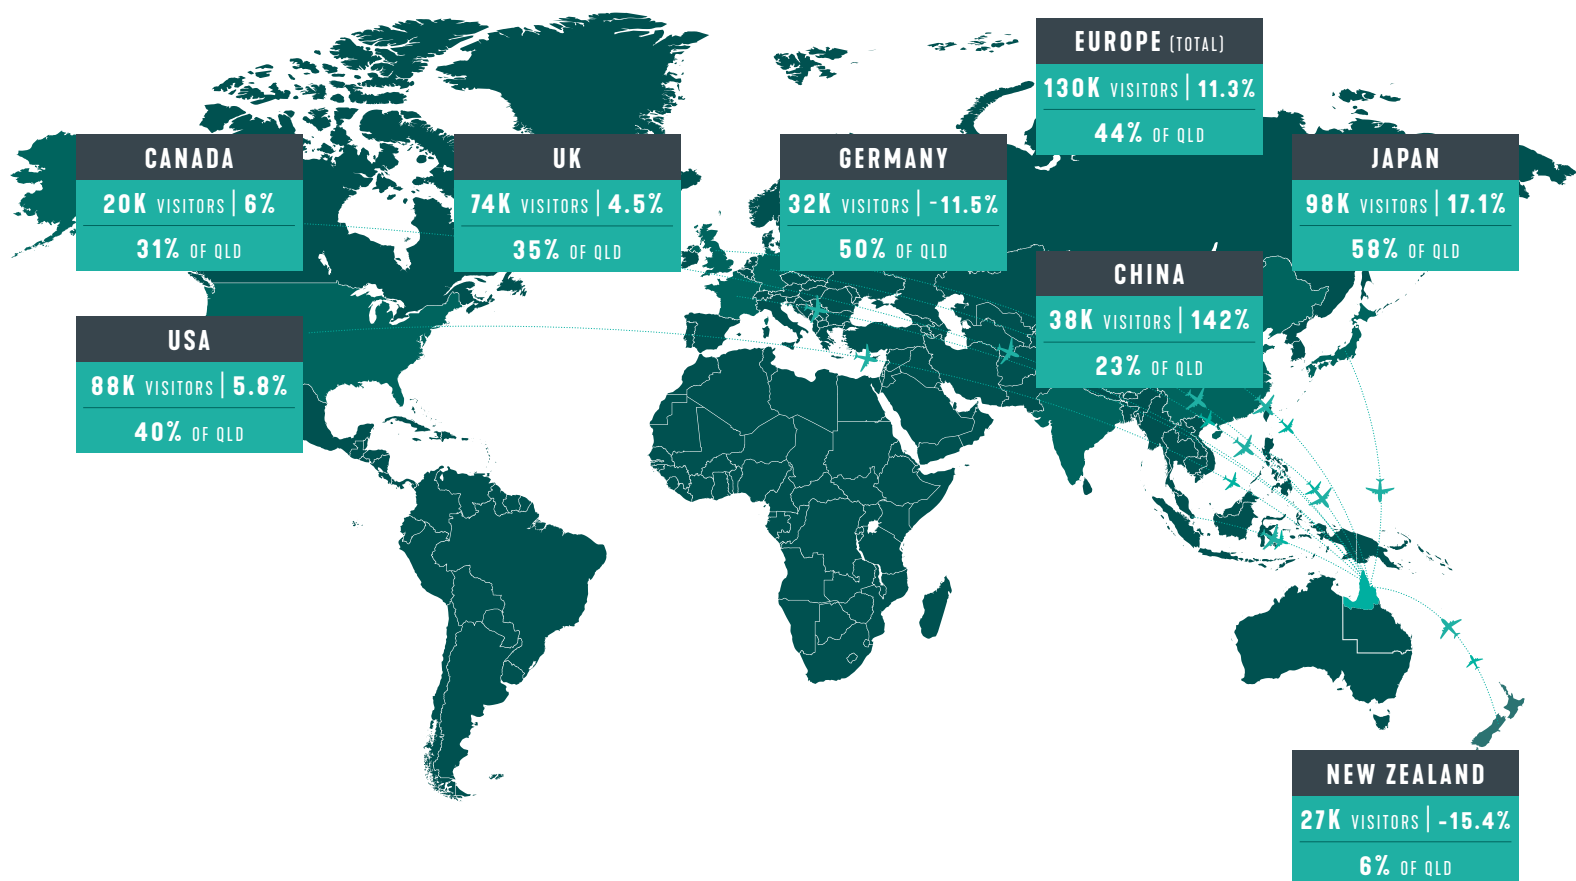 EUROPE (TOTAL)
130K VISITORS | 11.3%
44% OF QLD
CANADA
20K VISITORS | 6%
31% OF QLD
UK
74K VISITORS | 4.5%
35% OF QLD
GERMANY
32K VISITORS | -11.5%
50% OF QLD
JAPAN
98K VISITORS | 17.1%
58% OF QLD
CHINA
38K VISITORS | 142%
23% OF QLD
USA
88K VISITORS | 5.8%
40% OF QLD
NEW ZEALAND
27K VISITORS | -15.4%
6% OF QLD